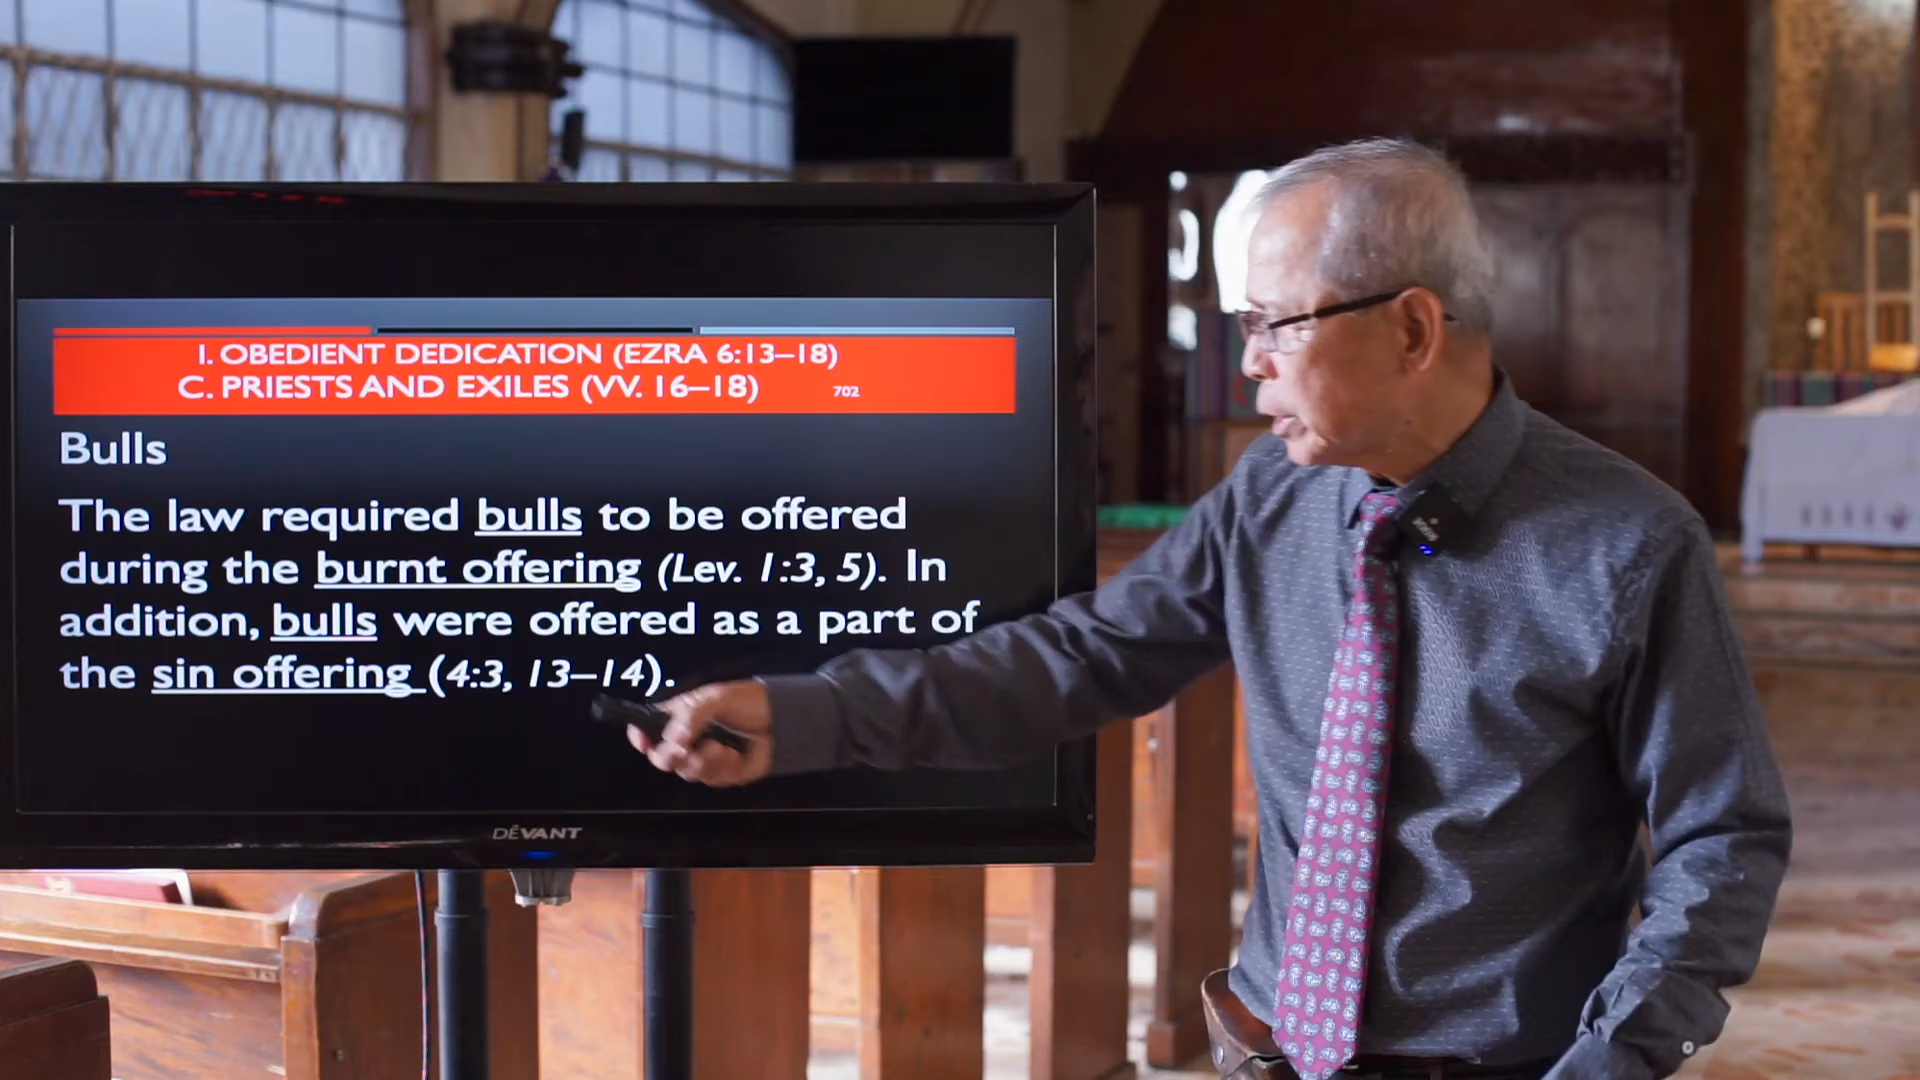 I. OBEDIENT DEDICATION (EZRA 6:13–18)
C. PRIESTS AND EXILES (VV. 16–18) 702
Bulls
The law required bulls to be offered
during the burnt offering (Lev. 1:3, 5). In
addition, bulls were offered as a part of
the sin offering (4:3, 13–14).
DEVANT